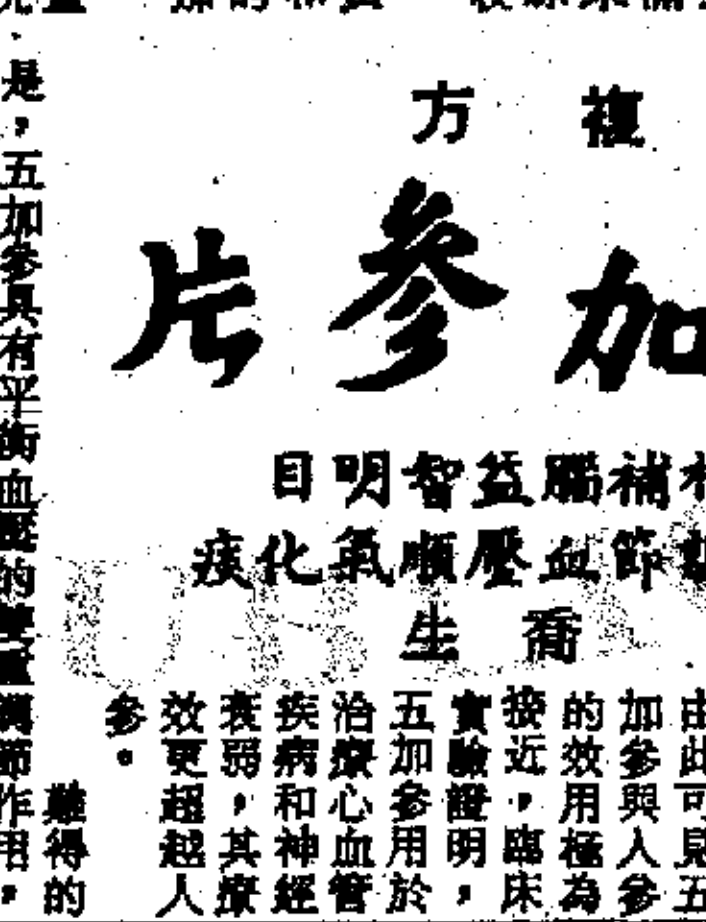 複方
加參片
補腦益智明目
調節血壓順氣化痰
喬生
由此可見五
加參與人參
的效用極為
接近，臨床
實驗證明，
五加參用於
治療心血管
疾病和神經
衰弱，其療
效更超越人
參。
難得的
是，五加參具有平衡血壓的雙重調節作用，